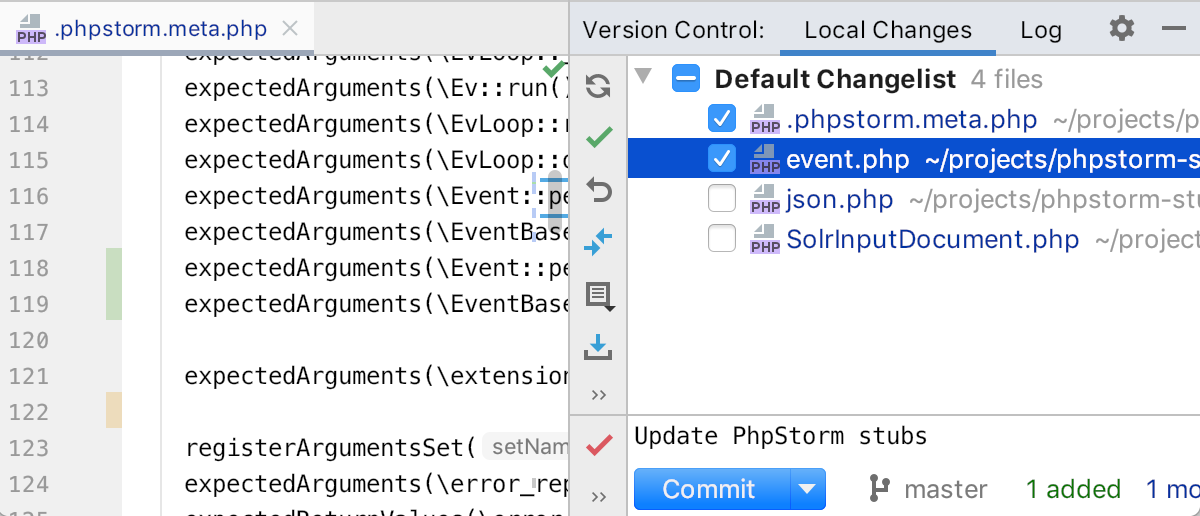 .phpstorm.meta.php
112 expectedArguments(\EvLoop::
113 expectedArguments(\Ev::run()
114 expectedArguments(\EvLoop::
115 expectedArguments(\EvLoop::
116 expectedArguments(\Event::pe
117 expectedArguments(\EventBase
118 expectedArguments(\Event::pe
119 expectedArguments(\EventBase
120
121 expectedArguments(\extension
122
123 registerArgumentsSet( setNam
124 expectedArguments(\error_rep
125
Version Control: Local Changes Log
Default Changelist 4 files
PHP .phpstorm.meta.php ~/projects/p
PHP event.php ~/projects/phpstorm-s
PHP json.php ~/projects/phpstorm-stu
PHP SolrInputDocument.php ~/project
Update PhpStorm stubs
Commit master 1 added 1 mo